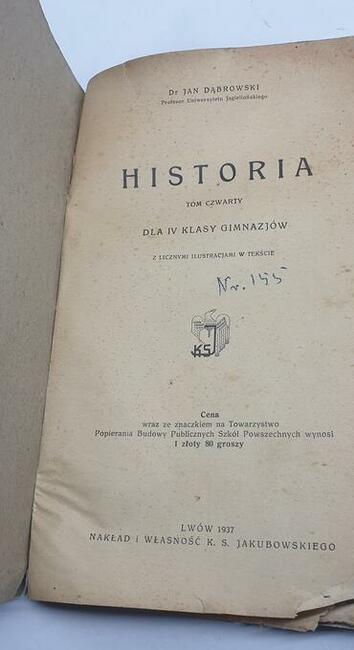 Dr JAN DĄBROWSKI
Profesor Uniwersytetu Jagiellońskiego
HISTORIA
TOM CZWARTY
DLA IV KLASY GIMNAZJÓW
Z LICZNYMI ILUSTRACJAMI W TEKŚCIE
Nr. 155
KSJ
Cena
wraz ze znaczkiem na Towarzystwo
Popierania Budowy Publicznych Szkół Powszechnych wynosi
1 złoty 80 groszy
LWÓW 1937
NAKŁAD I WŁASNOŚĆ K. S. JAKUBOWSKIEGO